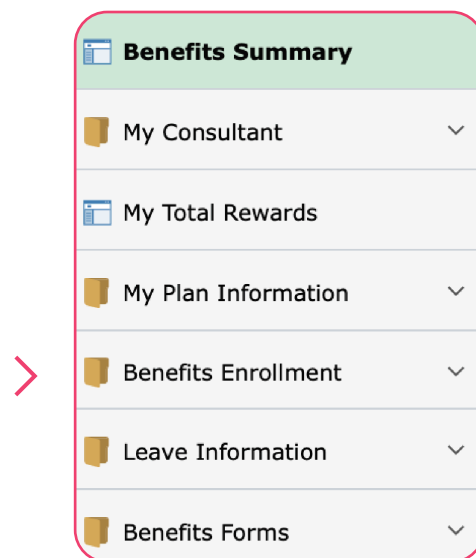 Benefits Summary
My Consultant
My Total Rewards
My Plan Information
Benefits Enrollment
Leave Information
Benefits Forms